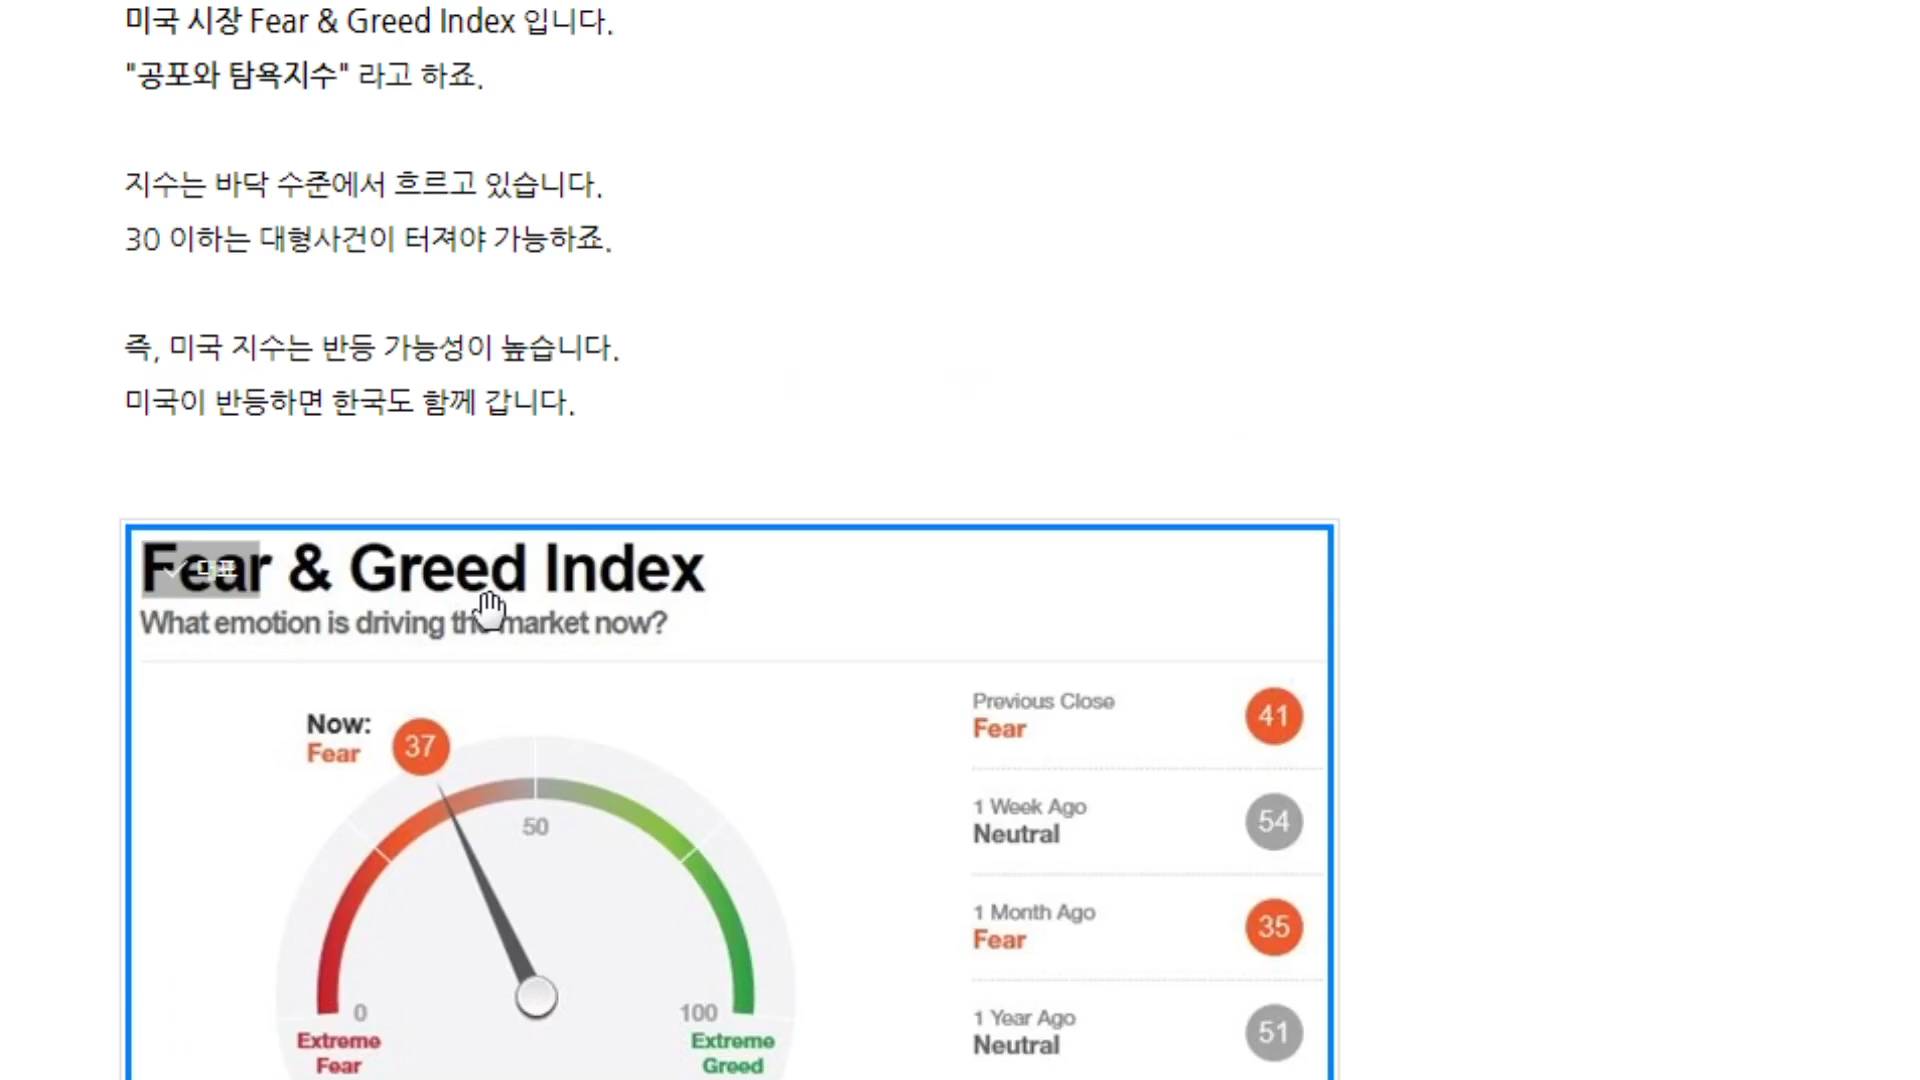 미국 시장 Fear & Greed Index 입니다.
"공포와 탐욕지수" 라고 하죠.
지수는 바닥 수준에서 흐르고 있습니다.
30 이하는 대형사건이 터져야 가능하죠.
즉, 미국 지수는 반등 가능성이 높습니다.
미국이 반등하면 한국도 함께 갑니다.
Fear & Greed Index
대표
What emotion is driving the market now?
Now:
Fear
37
50
0
100
Extreme
Fear
Extreme
Greed
Previous Close
Fear
41
1 Week Ago
Neutral
54
1 Month Ago
Fear
35
1 Year Ago
Neutral
51